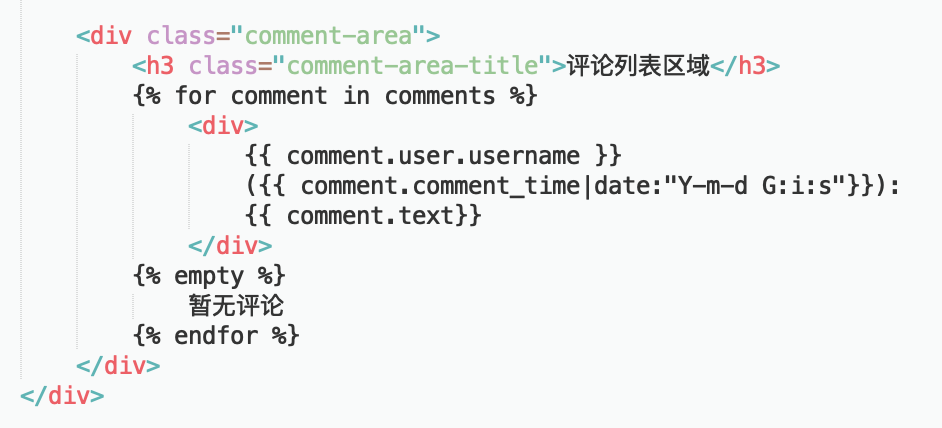 <div class="comment-area">
<h3 class="comment-area-title">评论列表区域</h3>
{% for comment in comments %}
<div>
{{ comment.user.username }}
({{ comment.comment_time|date:"Y-m-d G:i:s"}}):
{{ comment.text}}
</div>
{% empty %}
暂无评论
{% endfor %}
</div>
</div>